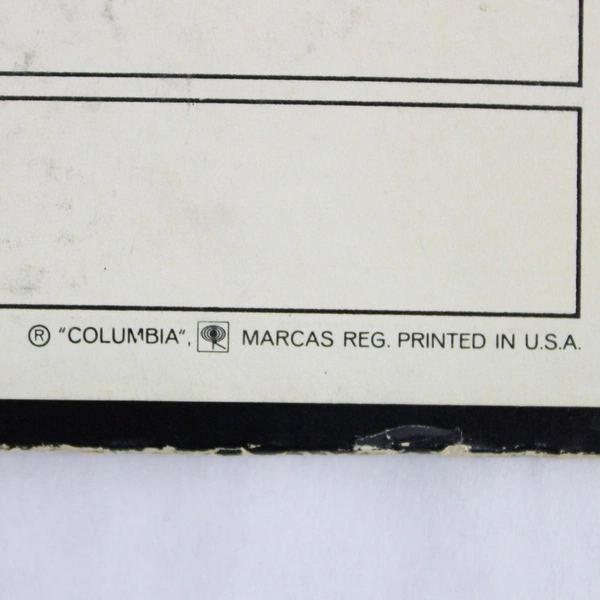 ® "COLUMBIA", MARCAS REG. PRINTED IN U.S.A.